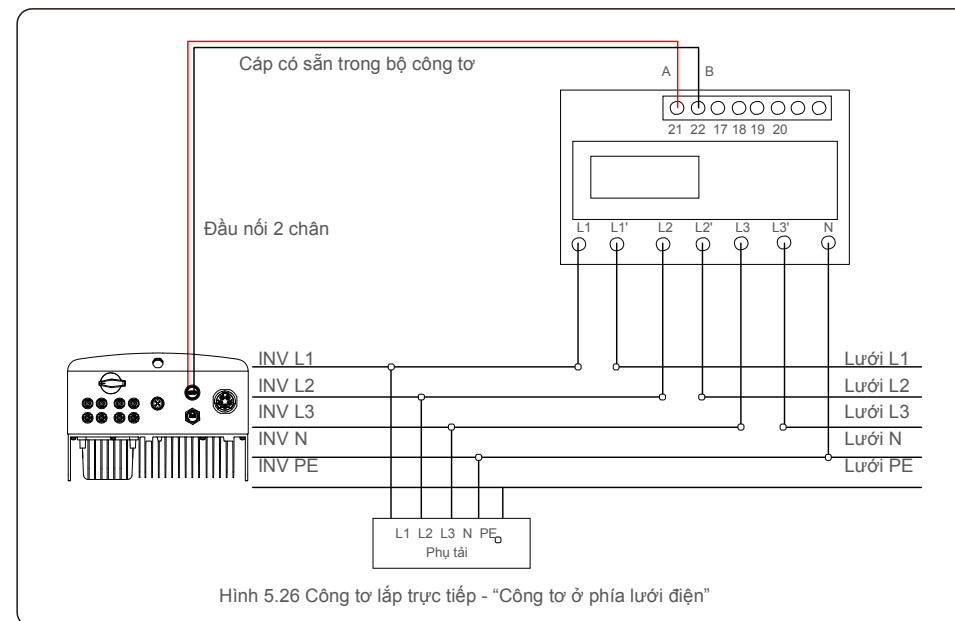 Cáp có sẵn trong bộ công tơ
A B
21 22 17 18 19 20
Đầu nối 2 chân
L1 L1' L2 L2' L3 L3' N
INV L1 Lưới L1
INV L2 Lưới L2
INV L3 Lưới L3
INV N Lưới N
INV PE Lưới PE
L1 L2 L3 N PE
Phụ tải
Hình 5.26 Công tơ lắp trực tiếp - “Công tơ ở phía lưới điện”